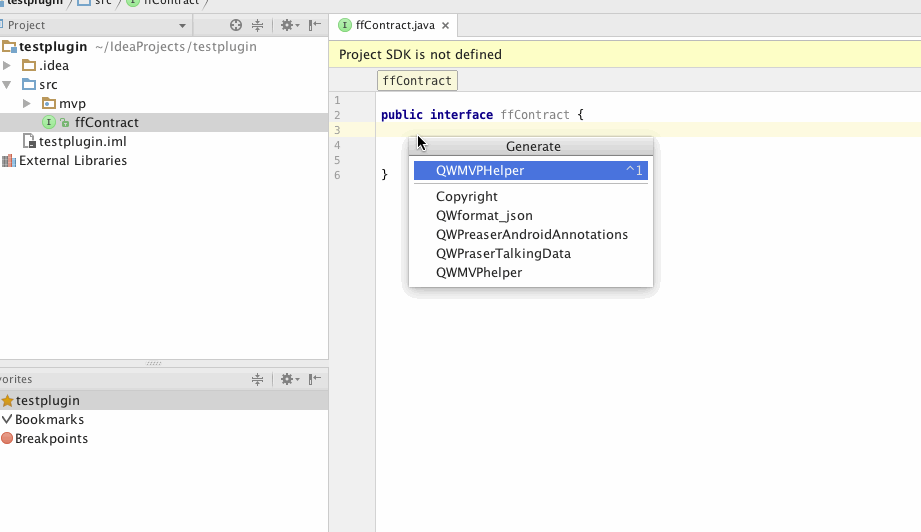 testplugin src ffContract
Project
testplugin ~/IdeaProjects/testplugin
.idea
src
mvp
I ffContract
testplugin.iml
External Libraries
vorites
testplugin
Bookmarks
Breakpoints
I ffContract.java ×
Project SDK is not defined
ffContract
1
2 public interface ffContract {
3
4
5
6 }
Generate
QWMVPHelper ^1
Copyright
QWformat_json
QWPreaserAndroidAnnotations
QWPraserTalkingData
QWMVPhelper